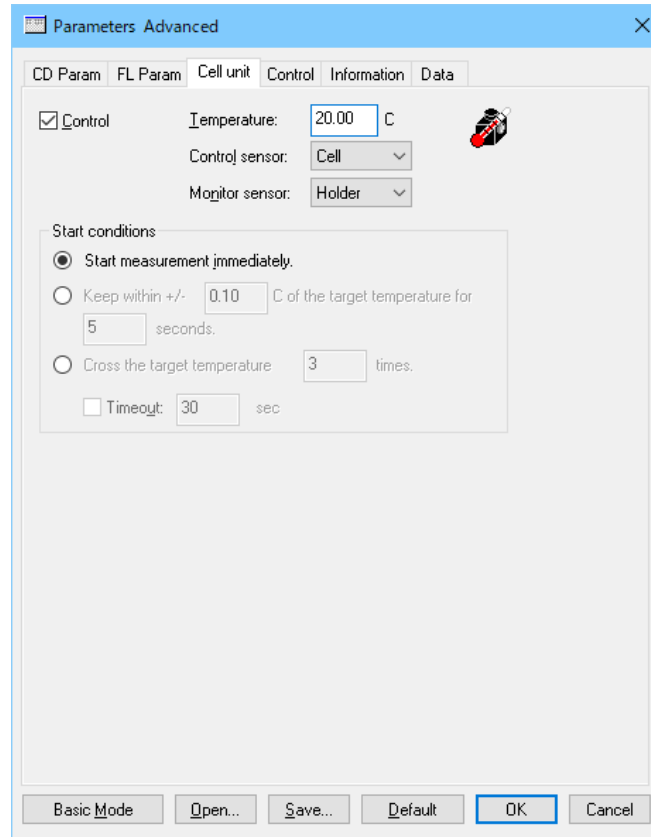 Parameters Advanced
CD Param FL Param Cell unit Control Information Data
Control Temperature: 20.00 C
Control sensor: Cell
Monitor sensor: Holder
Start conditions
Start measurement immediately.
Keep within +/- 0.10 C of the target temperature for
5 seconds.
Cross the target temperature 3 times.
Timeout: 30 sec
Basic Mode Open... Save... Default OK Cancel